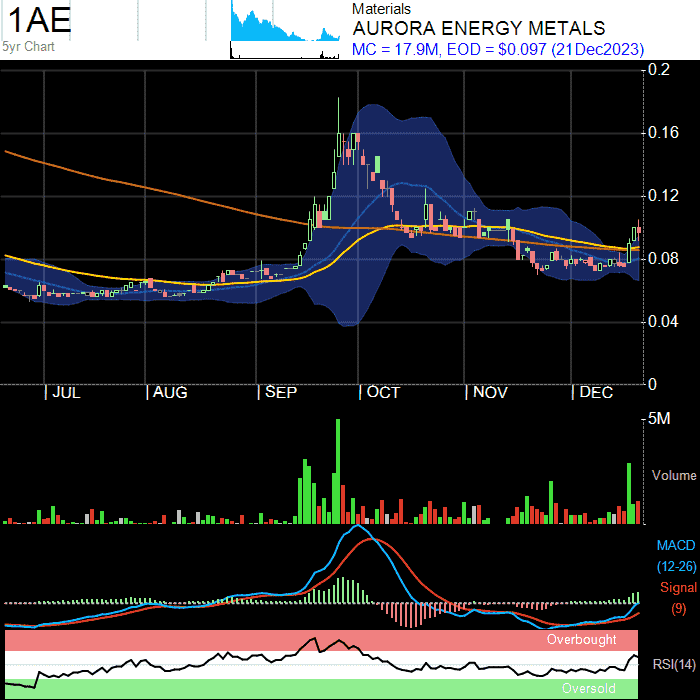 1AE
5yr Chart
Materials
AURORA ENERGY METALS
MC = 17.9M, EOD = $0.097 (21Dec2023)
0.2
0.16
0.12
0.08
0.04
0
JUL AUG SEP OCT NOV DEC
5M
Volume
MACD
(12-26)
Signal
(9)
Overbought
RSI(14)
Oversold